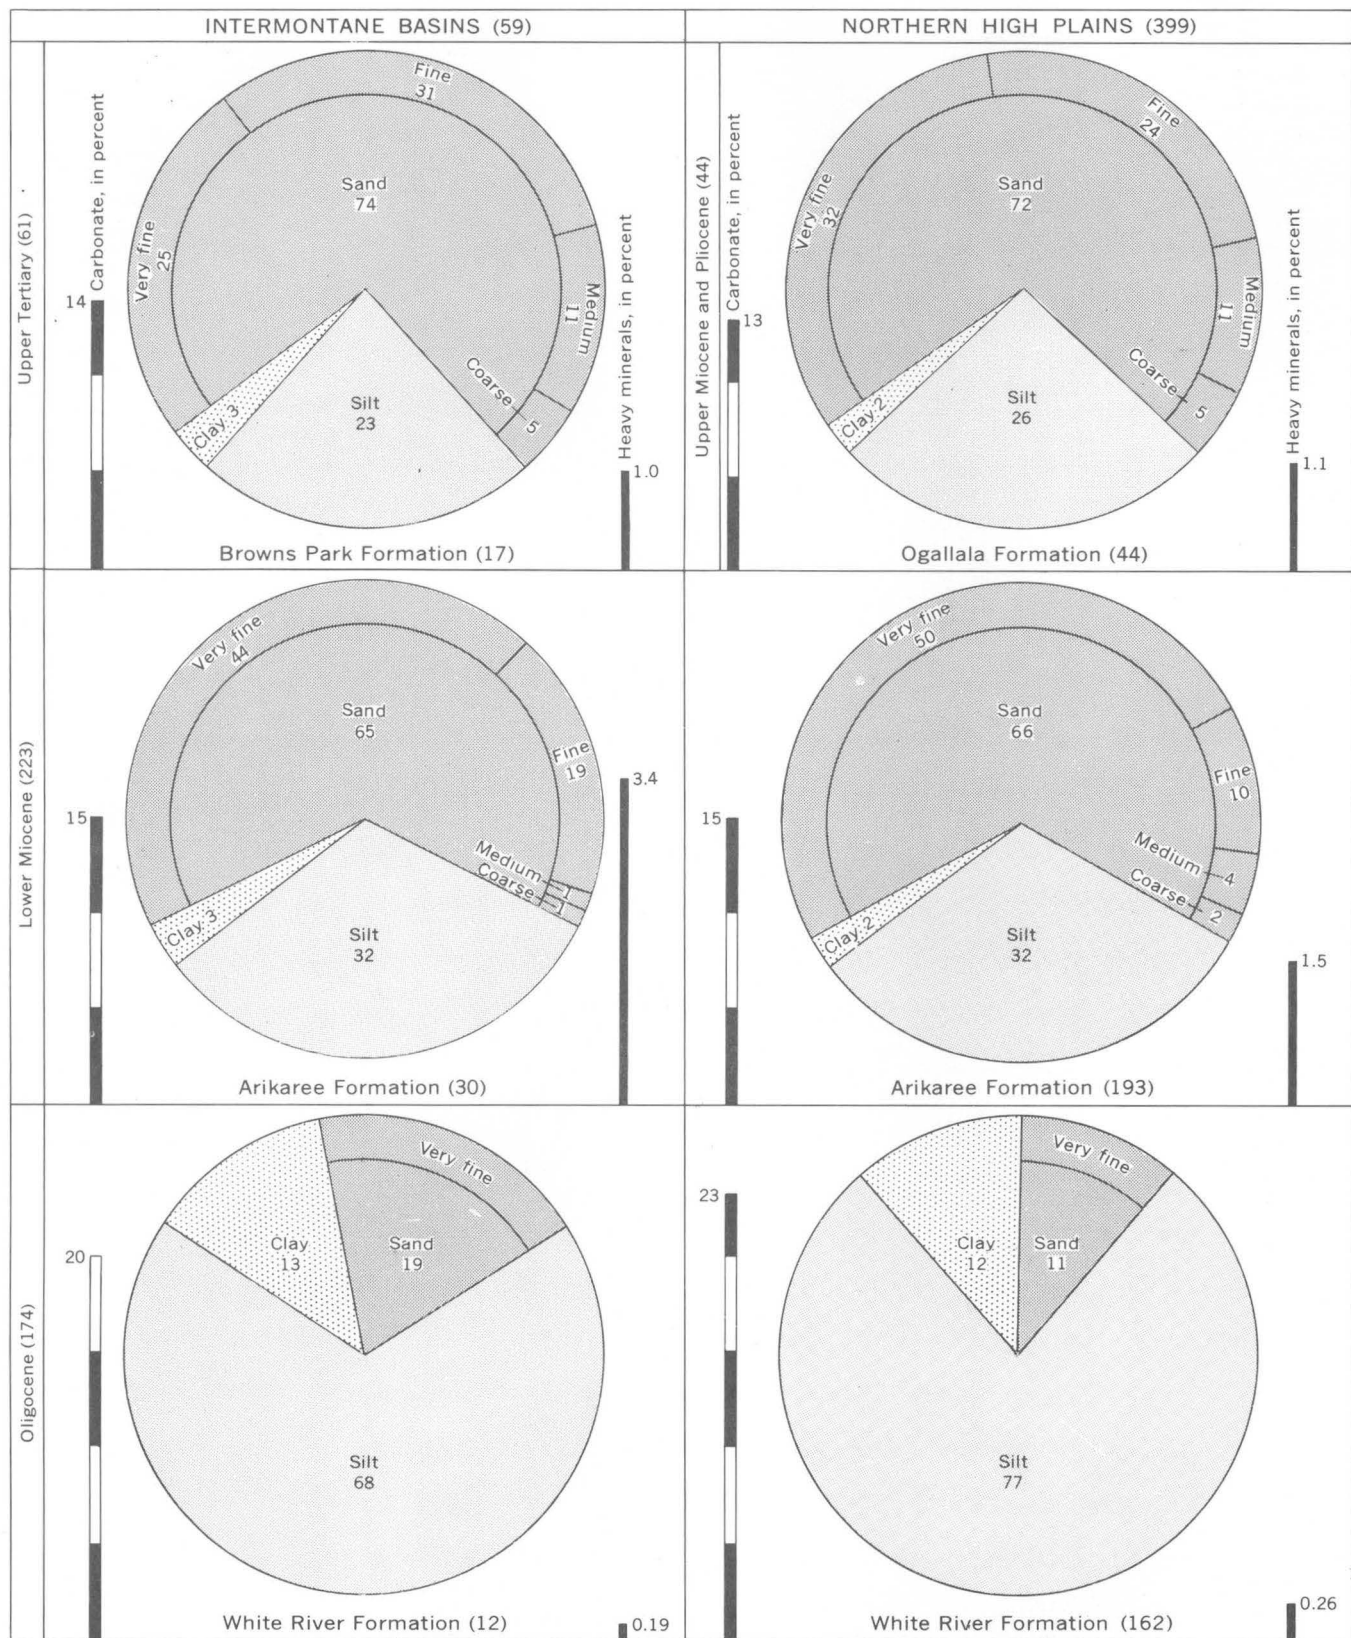 INTERMONTANE BASINS (59)
NORTHERN HIGH PLAINS (399)
Upper Tertiary (61)
Carbonate, in percent
14
Fine
31
Very fine
25
Sand
74
Medium
11
Coarse
5
Clay 3
Silt
23
Heavy minerals, in percent
1.0
Browns Park Formation (17)
Upper Miocene and Pliocene (44)
Carbonate, in percent
13
Fine
24
Very fine
32
Sand
72
Medium
11
Coarse
5
Clay 2
Silt
26
Heavy minerals, in percent
1.1
Ogallala Formation (44)
Lower Miocene (223)
15
Very fine
44
Sand
65
Fine
19
Medium
1
Coarse
1
Clay 3
Silt
32
3.4
Arikaree Formation (30)
15
Very fine
50
Sand
66
Fine
10
Medium
4
Coarse
2
Clay 2
Silt
32
1.5
Arikaree Formation (193)
Oligocene (174)
20
Very fine
Clay
13
Sand
19
Silt
68
0.19
White River Formation (12)
23
Very fine
Clay
12
Sand
11
Silt
77
0.26
White River Formation (162)